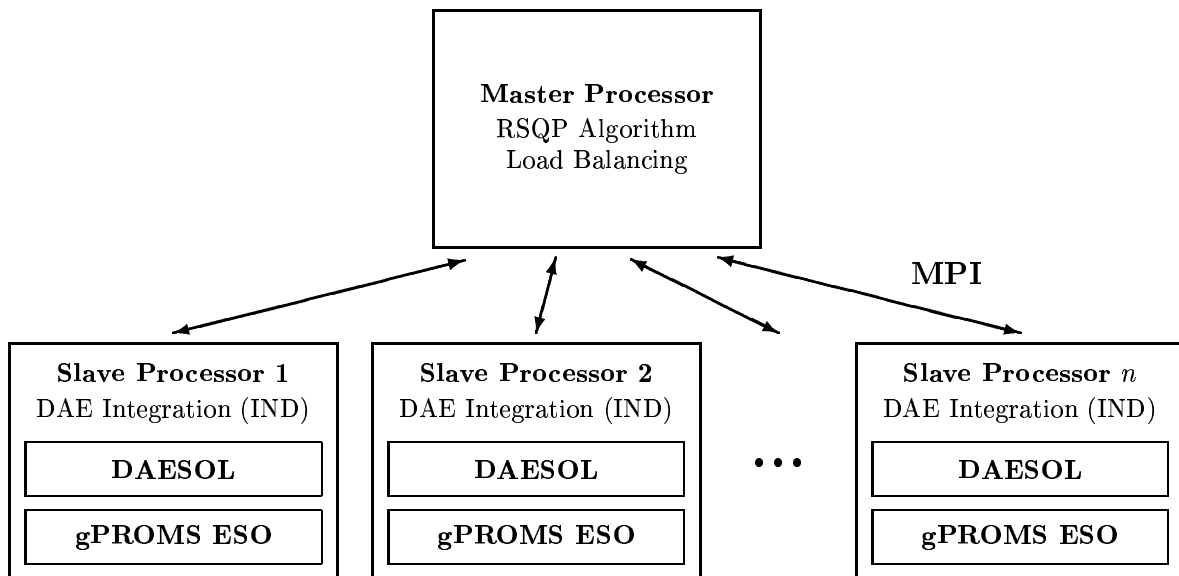 Master Processor
RSQP Algorithm
Load Balancing
MPI
Slave Processor 1
DAE Integration (IND)
DAESOL
gPROMS ESO
Slave Processor 2
DAE Integration (IND)
DAESOL
gPROMS ESO
...
Slave Processor n
DAE Integration (IND)
DAESOL
gPROMS ESO